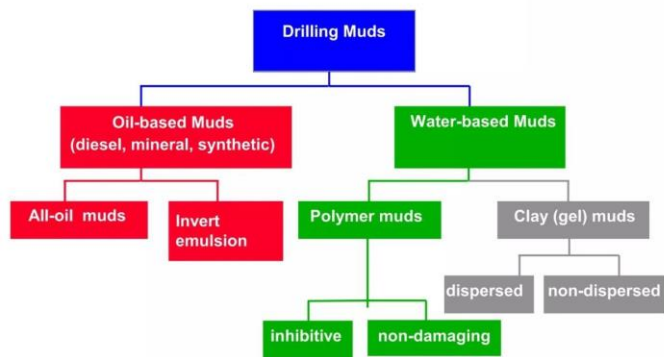 Drilling Muds
Oil-based Muds
(diesel, mineral, synthetic)
Water-based Muds
All-oil muds
Invert
emulsion
Polymer muds
Clay (gel) muds
dispersed
non-dispersed
inhibitive
non-damaging